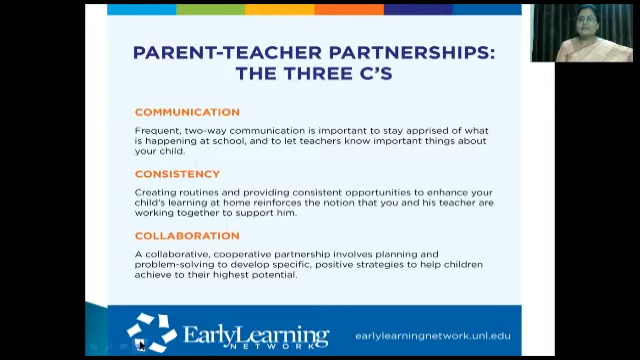 PARENT-TEACHER PARTNERSHIPS:
THE THREE C'S
COMMUNICATION
Frequent, two-way communication is important to stay apprised of what
is happening at school, and to let teachers know important things about
your child.
CONSISTENCY
Creating routines and providing consistent opportunities to enhance your
child's learning at home reinforces the notion that you and his teacher are
working together to support him.
COLLABORATION
A collaborative, cooperative partnership involves planning and
problem-solving to develop specific, positive strategies to help children
achieve to their highest potential.
EarlyLearning
NETWORK
earlylearningnetwork.unl.edu